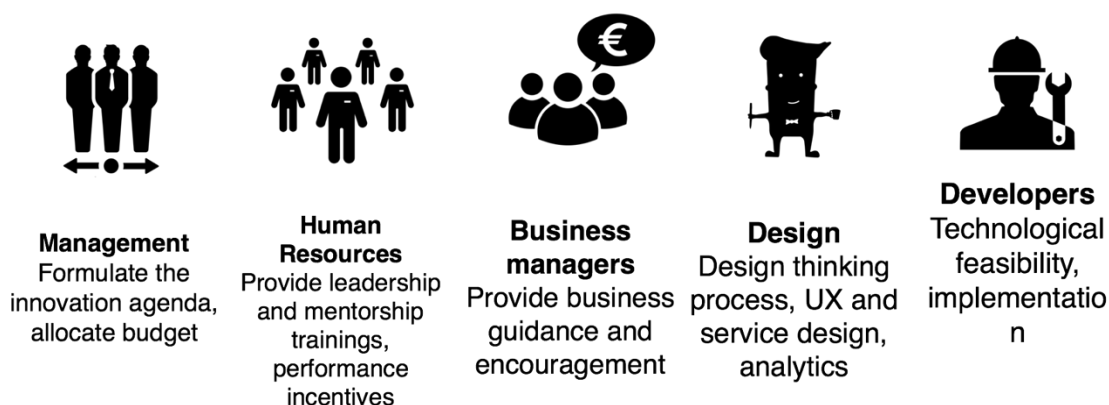 €
Management
Formulate the
innovation agenda,
allocate budget
Human
Resources
Provide leadership
and mentorship
trainings,
performance
incentives
Business
managers
Provide business
guidance and
encouragement
Design
Design thinking
process, UX and
service design,
analytics
Developers
Technological
feasibility,
implementatio
n